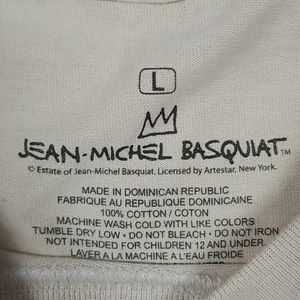 L
JEAN-MICHEL BASQUIAT™
© Estate of Jean-Michel Basquiat. Licensed by Artestar, New York.
MADE IN DOMINICAN REPUBLIC
FABRIQUE AU REPUBLIQUE DOMINICAINE
100% COTTON / COTON
MACHINE WASH COLD WITH LIKE COLORS
TUMBLE DRY LOW • DO NOT BLEACH • DO NOT IRON
NOT INTENDED FOR CHILDREN 12 AND UNDER.
LAVER A LA MACHINE A L'EAU FROIDE